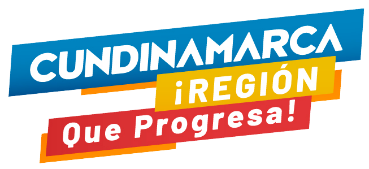 CUNDINAMARCA
¡REGIÓN
Que Progresa!